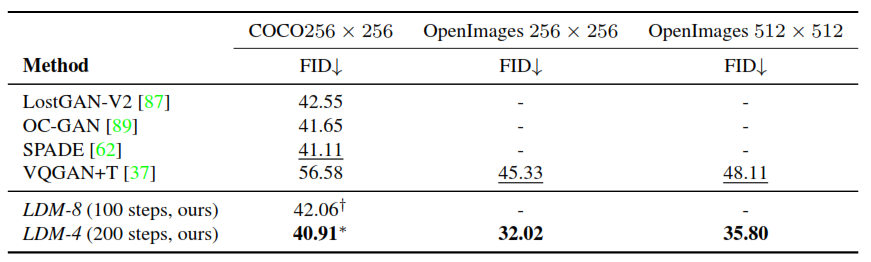 COCO256 × 256 OpenImages 256 × 256 OpenImages 512 × 512
Method FID↓ FID↓ FID↓
LostGAN-V2 [87] 42.55 - -
OC-GAN [89] 41.65 - -
SPADE [62] 41.11 - -
VQGAN+T [37] 56.58 45.33 48.11
LDM-8 (100 steps, ours) 42.06† - -
LDM-4 (200 steps, ours) 40.91* 32.02 35.80